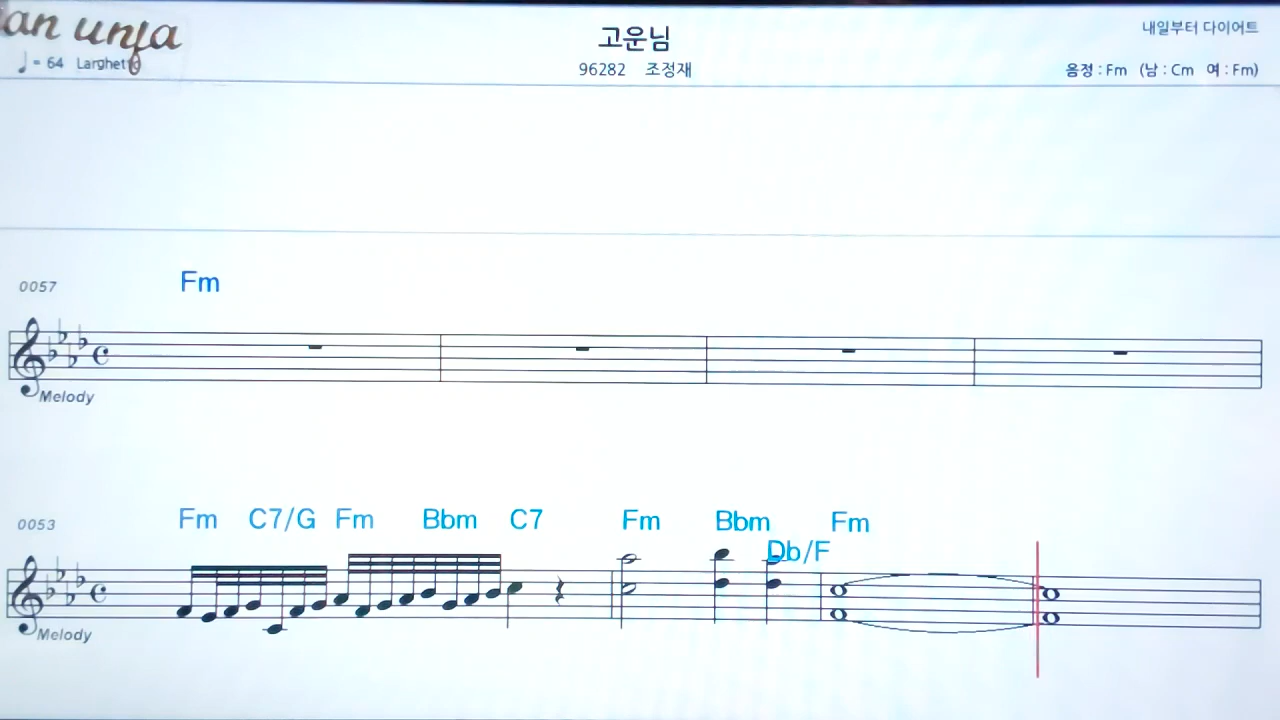 고운님
내일부터 다이어트
♩= 64 Larghetto
96282 조정재
음정 : Fm (남 : Cm 여 : Fm)
0057 Fm
Melody
0053 Fm C7/G Fm Bbm C7 Fm Bbm Fm
Db/F
Melody